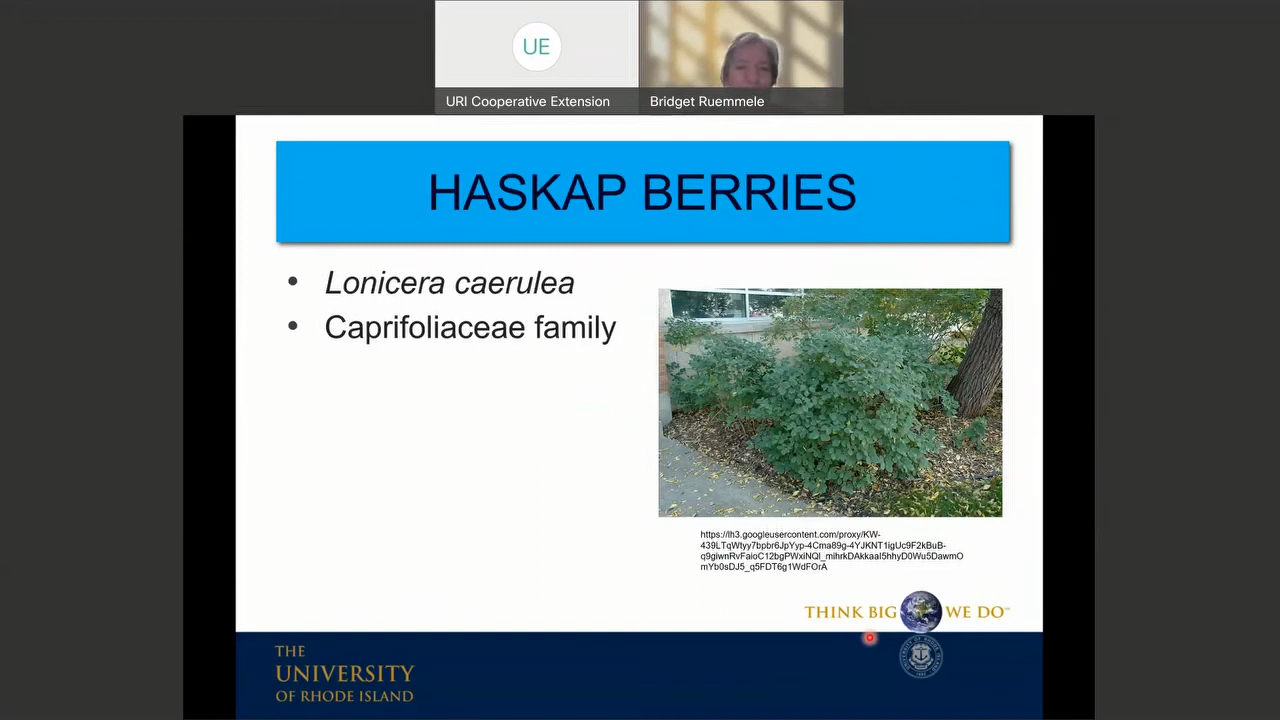 UE
URI Cooperative Extension
Bridget Ruemmele
HASKAP BERRIES
• Lonicera caerulea
• Caprifoliaceae family
https://lh3.googleusercontent.com/proxy/KW-
439LTqWtyy7bpbr6JpYyp-4Cma89g-4YJKNT1igUc9F2kBuB-
q9giwnRvFaioC12bgPWxiNQl_mihrkDAkkaaI5hhyD0Wu5DawmO
mYb0sDJ5_q5FDT6g1WdFOrA
THINK BIG WE DO™
THE
UNIVERSITY
OF RHODE ISLAND